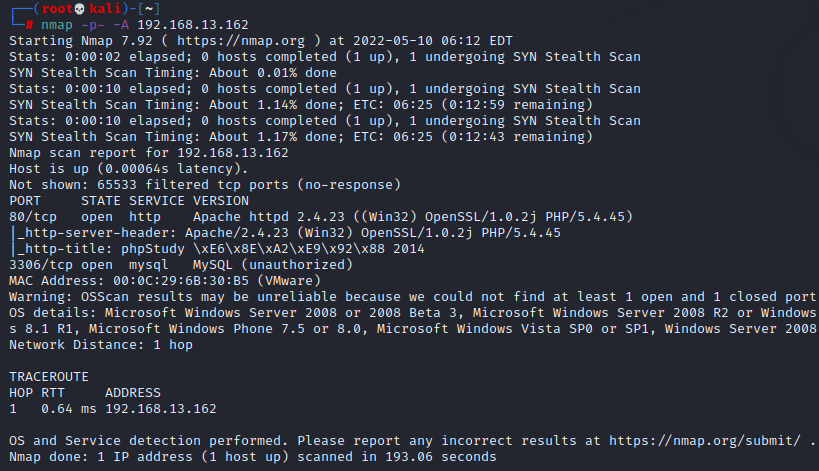 ┌──(root💀kali)-[~]
└─# nmap -p- -A 192.168.13.162
Starting Nmap 7.92 ( https://nmap.org ) at 2022-05-10 06:12 EDT
Stats: 0:00:02 elapsed; 0 hosts completed (1 up), 1 undergoing SYN Stealth Scan
SYN Stealth Scan Timing: About 0.01% done
Stats: 0:00:10 elapsed; 0 hosts completed (1 up), 1 undergoing SYN Stealth Scan
SYN Stealth Scan Timing: About 1.14% done; ETC: 06:25 (0:12:59 remaining)
Stats: 0:00:10 elapsed; 0 hosts completed (1 up), 1 undergoing SYN Stealth Scan
SYN Stealth Scan Timing: About 1.17% done; ETC: 06:25 (0:12:43 remaining)
Nmap scan report for 192.168.13.162
Host is up (0.00064s latency).
Not shown: 65533 filtered tcp ports (no-response)
PORT     STATE SERVICE VERSION
80/tcp   open  http    Apache httpd 2.4.23 ((Win32) OpenSSL/1.0.2j PHP/5.4.45)
|_http-server-header: Apache/2.4.23 (Win32) OpenSSL/1.0.2j PHP/5.4.45
|_http-title: phpStudy \xE6\x8E\xA2\xE9\x92\x88 2014
3306/tcp open  mysql   MySQL (unauthorized)
MAC Address: 00:0C:29:6B:30:B5 (VMware)
Warning: OSScan results may be unreliable because we could not find at least 1 open and 1 closed port
OS details: Microsoft Windows Server 2008 or 2008 Beta 3, Microsoft Windows Server 2008 R2 or Windows
s 8.1 R1, Microsoft Windows Phone 7.5 or 8.0, Microsoft Windows Vista SP0 or SP1, Windows Server 2008
Network Distance: 1 hop
TRACEROUTE
HOP RTT     ADDRESS
1   0.64 ms 192.168.13.162
OS and Service detection performed. Please report any incorrect results at https://nmap.org/submit/ .
Nmap done: 1 IP address (1 host up) scanned in 193.06 seconds